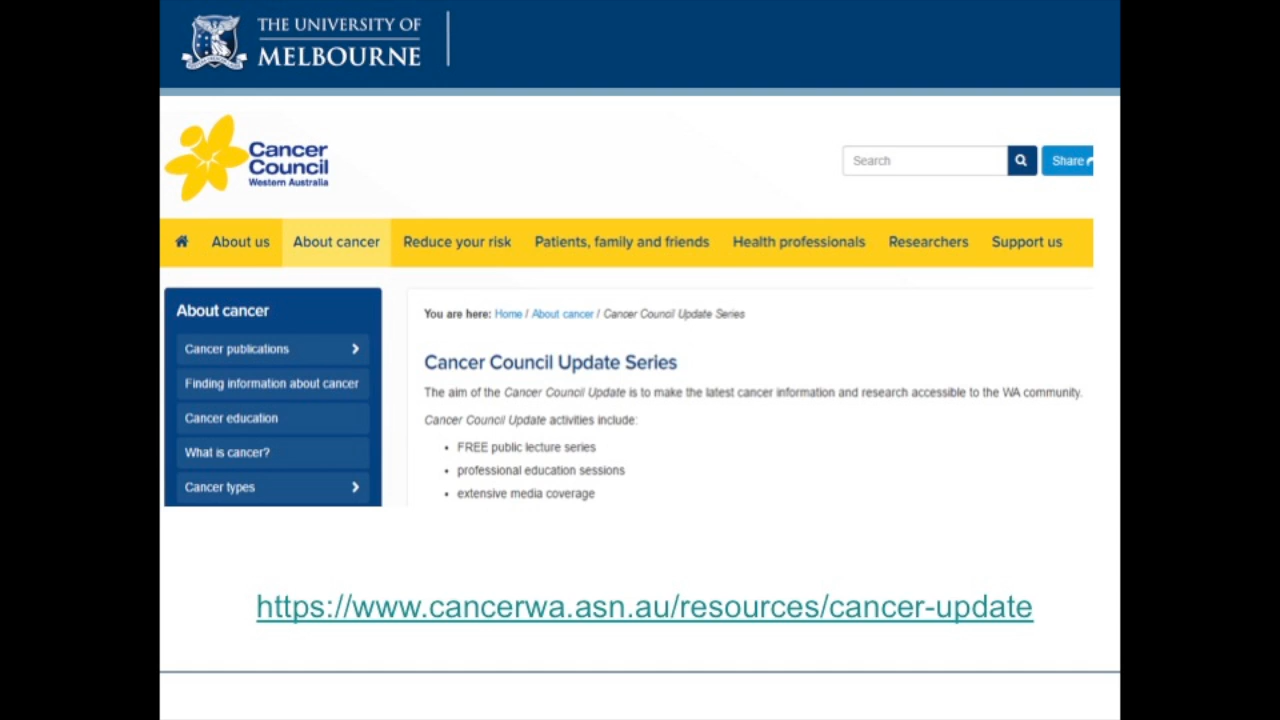 THE UNIVERSITY OF
MELBOURNE
Cancer
Council
Western Australia
Search
Share
About us
About cancer
Reduce your risk
Patients, family and friends
Health professionals
Researchers
Support us
About cancer
Cancer publications
Finding information about cancer
Cancer education
What is cancer?
Cancer types
You are here: Home / About cancer / Cancer Council Update Series
Cancer Council Update Series
The aim of the Cancer Council Update is to make the latest cancer information and research accessible to the WA community.
Cancer Council Update activities include:
• FREE public lecture series
• professional education sessions
• extensive media coverage
https://www.cancerwa.asn.au/resources/cancer-update